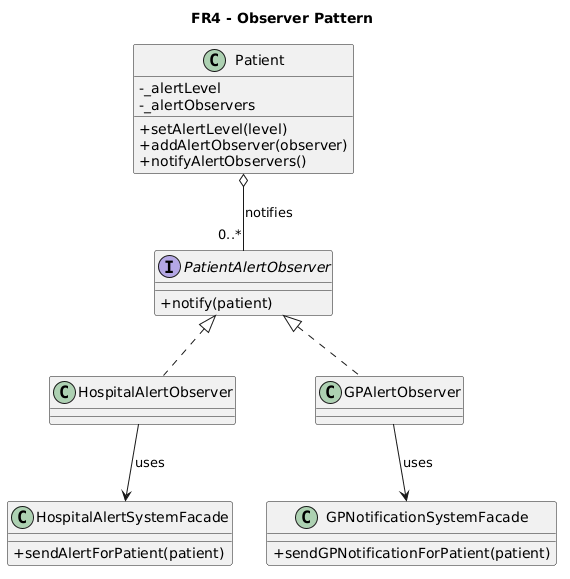 FR4 - Observer Pattern
C Patient
-_alertLevel
-_alertObservers
+setAlertLevel(level)
+addAlertObserver(observer)
+notifyAlertObservers()
notifies
0..*
I PatientAlertObserver
+notify(patient)
C HospitalAlertObserver
C GPAlertObserver
uses
uses
C HospitalAlertSystemFacade
+sendAlertForPatient(patient)
C GPNotificationSystemFacade
+sendGPNotificationForPatient(patient)